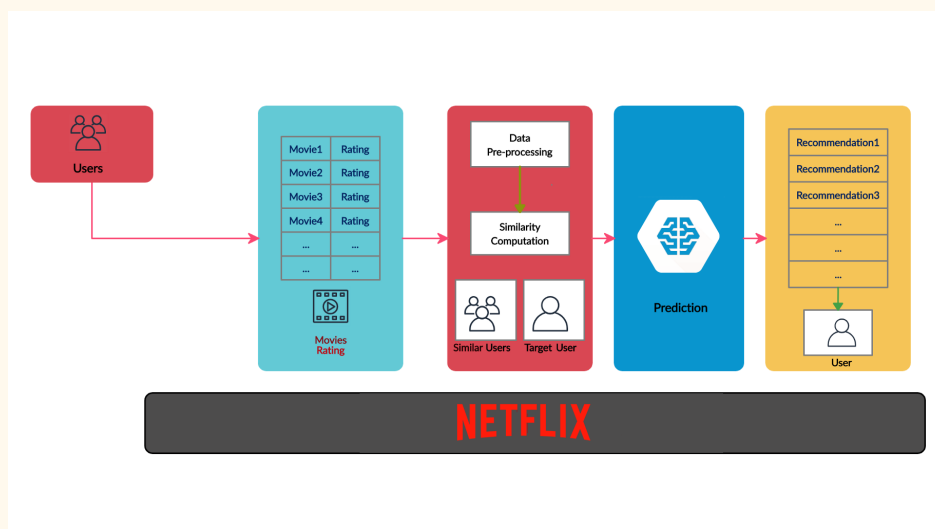 Users
Movie1 Rating
Movie2 Rating
Movie3 Rating
Movie4 Rating
... ...
... ...
Movies
Rating
Data
Pre-processing
Similarity
Computation
Similar Users
Target User
Prediction
Recommendation1
Recommendation2
Recommendation3
...
...
...
User
NETFLIX